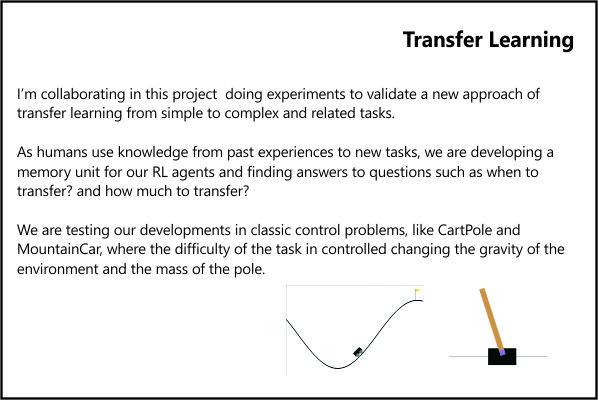 Transfer Learning
I'm collaborating in this project  doing experiments to validate a new approach of
transfer learning from simple to complex and related tasks.
As humans use knowledge from past experiences to new tasks, we are developing a
memory unit for our RL agents and finding answers to questions such as when to
transfer? and how much to transfer?
We are testing our developments in classic control problems, like CartPole and
MountainCar, where the difficulty of the task in controlled changing the gravity of the
environment and the mass of the pole.